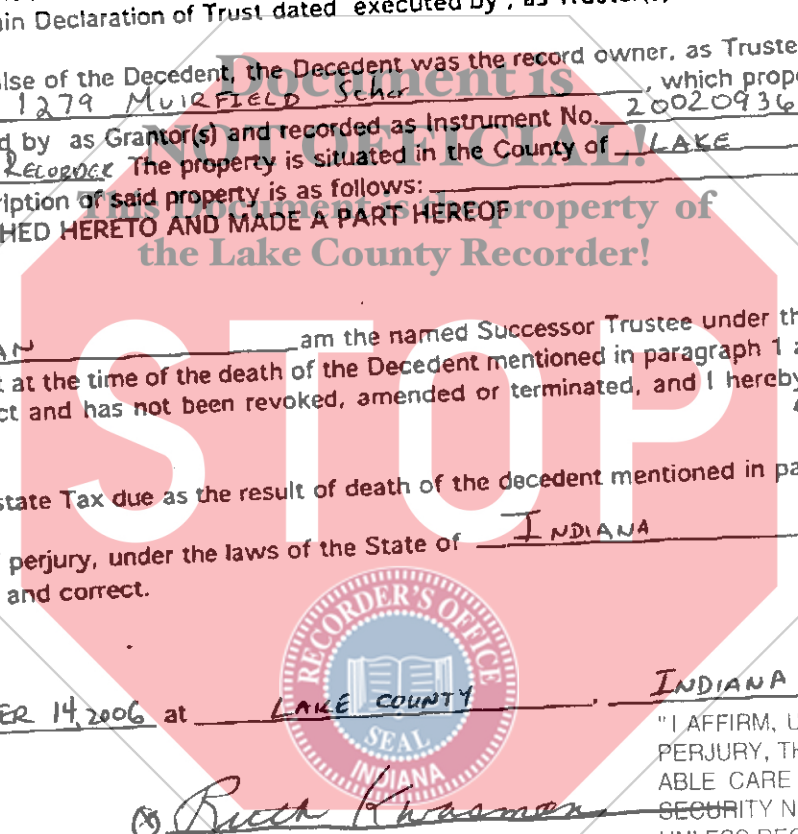 in Declaration of Trust dated executed by , as
lse of the Decedent, the Decedent was the record owner, as Truste
Document is
1279 MUIRFIELD Scher , which prope
d by as Grantor(s) and recorded as Instrument No. 20020936
NOT OFFICIAL!
RECORDER The property is situated in the County of LAKE
iption of said property is as follows:
This Document is the property of
HED HERETO AND MADE A PART HEREOF
the Lake County Recorder!
STOP
AN am the named Successor Trustee under th
t at the time of the death of the Decedent mentioned in paragraph 1 a
ct and has not been revoked, amended or terminated, and I hereby
state Tax due as the result of death of the decedent mentioned in pa
perjury, under the laws of the State of INDIANA
and correct.
RECORDER'S OFFICE
SEAL
INDIANA
ER 14, 2006 at LAKE COUNTY , INDIANA
"I AFFIRM, U
PERJURY, TH
ABLE CARE
SECURITY N
Ruth Kwasman